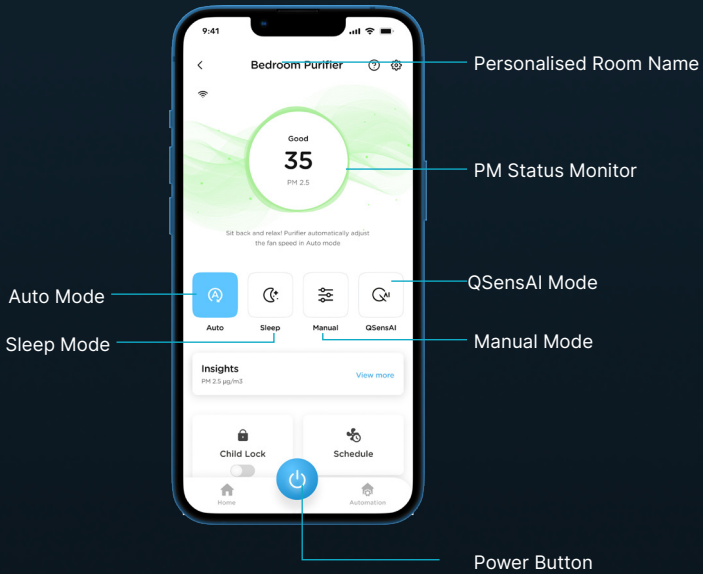 9:41
Bedroom Purifier
Personalised Room Name
Good
35
PM 2.5
PM Status Monitor
Sit back and relax! Purifier automatically adjust
the fan speed in Auto mode
Auto Mode
QSensAI Mode
A
AI
Auto
Sleep
Manual
QSensAI
Sleep Mode
Manual Mode
Insights
PM 2.5 µg/m3
View more
Child Lock
Schedule
Home
Automation
Power Button